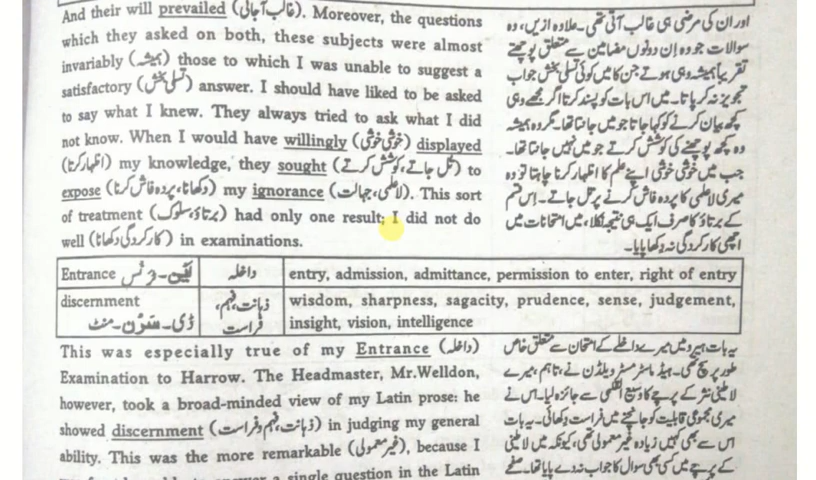 And their will prevailed (غالب آ جانا). Moreover, the questions
which they asked on both, these subjects were almost
invariably (ہمیشہ) those to which I was unable to suggest a
satisfactory (تسلی بخش) answer. I should have liked to be asked
to say what I knew. They always tried to ask what I did
not know. When I would have willingly (خوشی خوشی) displayed
(اظہار کرنا) my knowledge, they sought (تُل جاتے، کوشش کرتے) to
expose (دکھانا، پردہ فاش کرنا) my ignorance (لاعلمی، جہالت). This sort
of treatment (برتاؤ، سلوک) had only one result; I did not do
well (کارکردگی دکھانا) in examinations.
اور ان کی مرضی ہی غالب آتی تھی۔ علاوہ ازیں، وہ
سوالات جو وہ اِن دونوں مضامین سے متعلق پوچھتے
تقریباً ہمیشہ وہی ہوتے جن کا میں کوئی تسلی بخش جواب
تجویز نہ کر پاتا۔ میں اس بات کو پسند کرتا اگر مجھے وہی
کچھ بیان کرنے کو کہا جاتا جو میں جانتا تھا۔ مگر وہ ہمیشہ
وہ کچھ پوچھنے کی کوشش کرتے جو میں نہیں جانتا تھا۔
جب میں خوشی خوشی اپنے علم کا اظہار کرنا چاہتا تو وہ
میری لاعلمی کا پردہ فاش کرنے پر تُل جاتے۔ اِس قسم
کے برتاؤ کا صرف ایک ہی نتیجہ نکلا، میں امتحانات میں
اچھی کارکردگی نہ دکھا پایا۔
Entrance داخلہ entry, admission, admittance, permission to enter, right of entry
discernment ذہانت، فہم، wisdom, sharpness, sagacity, prudence, sense, judgement,
ڈی۔سَرْن۔منٹ فراست insight, vision, intelligence
This was especially true of my Entrance (داخلہ)
Examination to Harrow. The Headmaster, Mr.Welldon,
however, took a broad-minded view of my Latin prose: he
showed discernment (ذہانت، فہم و فراست) in judging my general
ability. This was the more remarkable (غیر معمولی), because I
a single question in the Latin
یہ بات ہیرو میں میرے داخلے کے امتحان سے متعلق خاص
طور پر سچ تھی۔ ہیڈ ماسٹر مسٹر ویلڈن نے، تاہم، میرے
لاطینی نثر کے پرچے کا وسیع النظری سے جائزہ لیا۔ اس نے
میری مجموعی قابلیت کو جانچنے میں فراست دکھائی۔ یہ بات
اس سے بھی کہیں زیادہ غیر معمولی تھی، کیونکہ میں لاطینی
کے پرچے میں کسی بھی سوال کا جواب نہ دے پایا تھا۔ صفحے